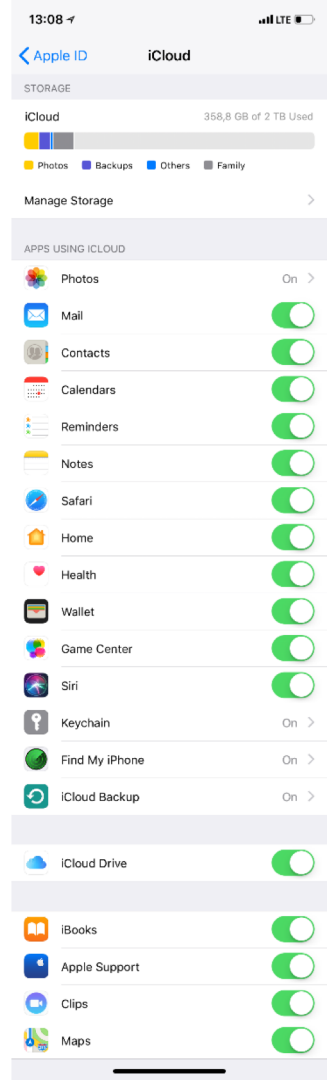 13:08 LTE
Apple ID iCloud
STORAGE
iCloud 358,8 GB of 2 TB Used
Photos Backups Others Family
Manage Storage
APPS USING ICLOUD
Photos On
Mail
Contacts
Calendars
Reminders
Notes
Safari
Home
Health
Wallet
Game Center
Siri
Keychain On
Find My iPhone On
iCloud Backup On
iCloud Drive
iBooks
Apple Support
Clips
Maps